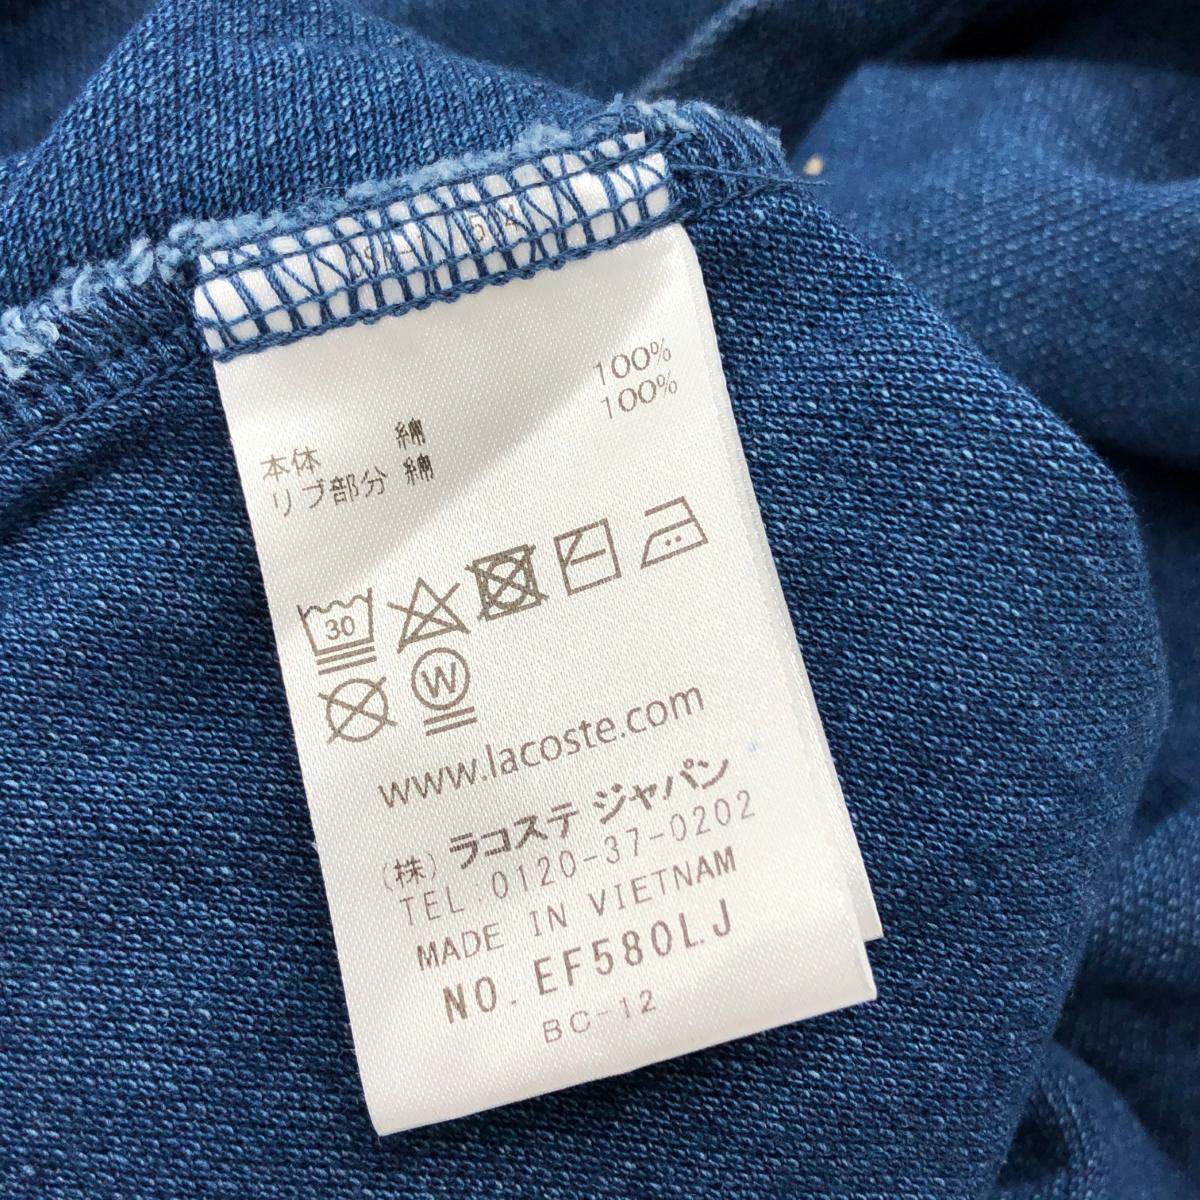 本体 綿 100%
リブ部分 綿 100%
30
W
www.lacoste.com
(株) ラコステ ジャパン
TEL:0120-37-0202
MADE IN VIETNAM
NO. EF580LJ
BC-12